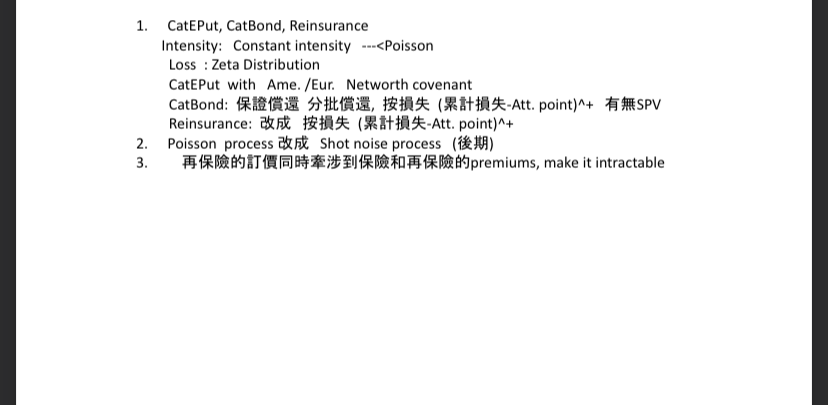 1. CatEPut, CatBond, Reinsurance
Intensity: Constant intensity ---<Poisson
Loss : Zeta Distribution
CatEPut with Ame. /Eur. Networth covenant
CatBond: 保證償還 分批償還, 按損失 (累計損失-Att. point)^+ 有無SPV
Reinsurance: 改成 按損失 (累計損失-Att. point)^+
2. Poisson process 改成 Shot noise process (後期)
3. 再保險的訂價同時牽涉到保險和再保險的premiums, make it intractable